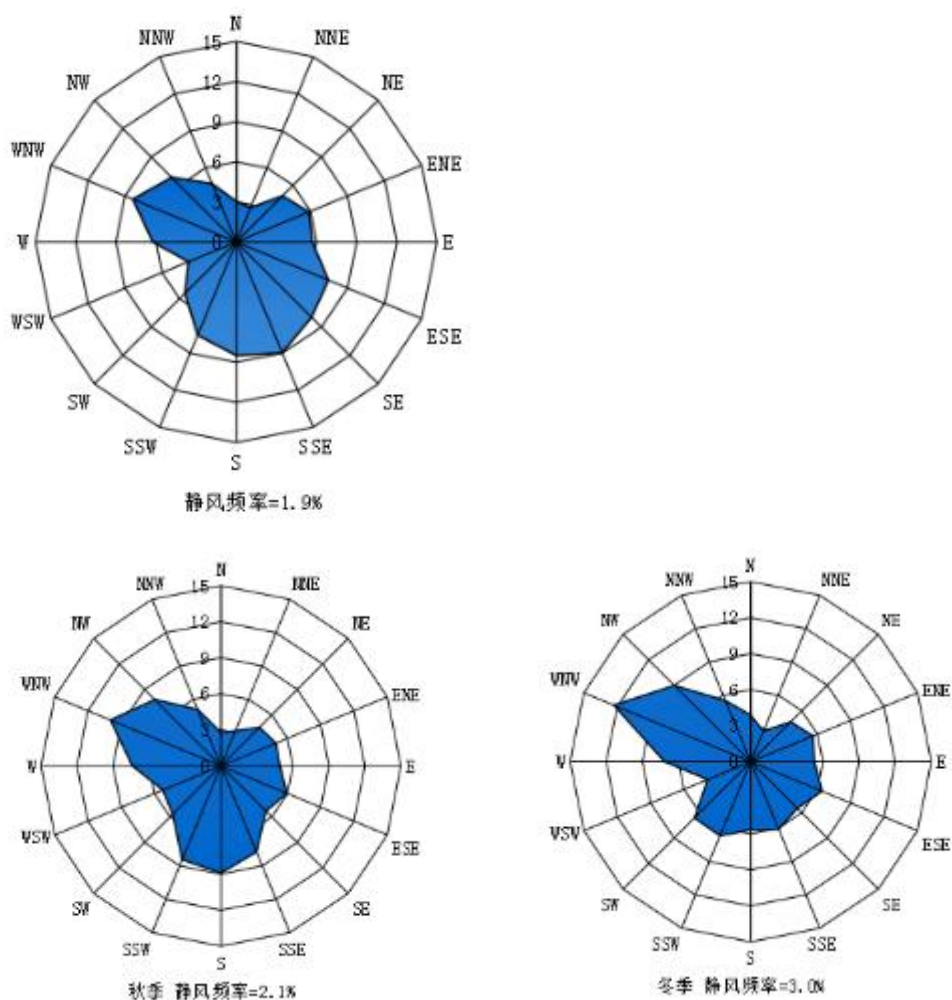 N
NNW 15 NNE
NW 12 NE
9
WNW 6 ENE
3
W 0 E
WSW ESE
SW SE
SSW SSE
S
静风频率=1.9%
N
NNW 15 NNE
NW 12 NE
9
WNW 6 ENE
3
W 0 E
WSW ESE
SW SE
SSW SSE
S
秋季 静风频率=2.1%
N
NNW 15 NNE
NW 12 NE
9
WNW 6 ENE
3
W 0 E
WSW ESE
SW SE
SSW SSE
S
冬季 静风频率=3.0%